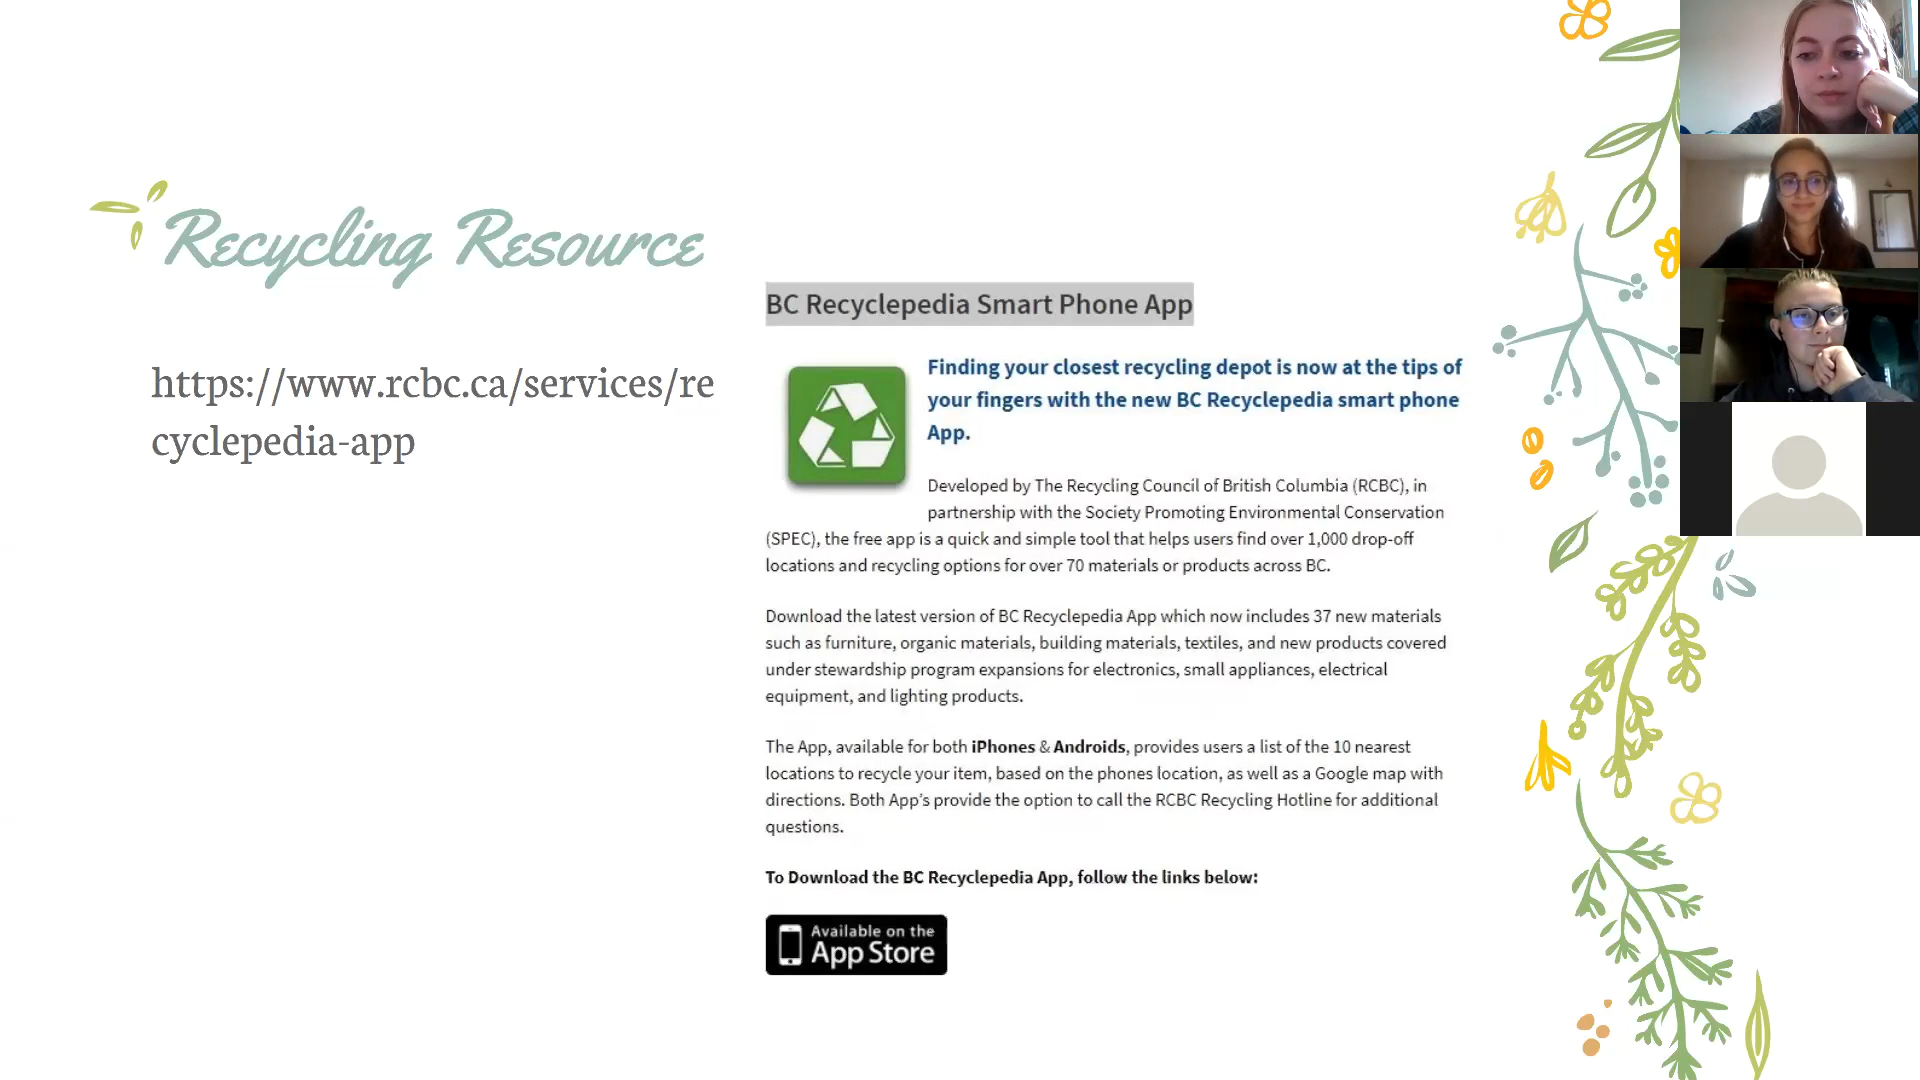 Recycling Resource
https://www.rcbc.ca/services/re
cyclepedia-app
BC Recyclepedia Smart Phone App
Finding your closest recycling depot is now at the tips of
your fingers with the new BC Recyclepedia smart phone
App.
Developed by The Recycling Council of British Columbia (RCBC), in
partnership with the Society Promoting Environmental Conservation
(SPEC), the free app is a quick and simple tool that helps users find over 1,000 drop-off
locations and recycling options for over 70 materials or products across BC.
Download the latest version of BC Recyclepedia App which now includes 37 new materials
such as furniture, organic materials, building materials, textiles, and new products covered
under stewardship program expansions for electronics, small appliances, electrical
equipment, and lighting products.
The App, available for both iPhones & Androids, provides users a list of the 10 nearest
locations to recycle your item, based on the phones location, as well as a Google map with
directions. Both App's provide the option to call the RCBC Recycling Hotline for additional
questions.
To Download the BC Recyclepedia App, follow the links below:
Available on the
App Store